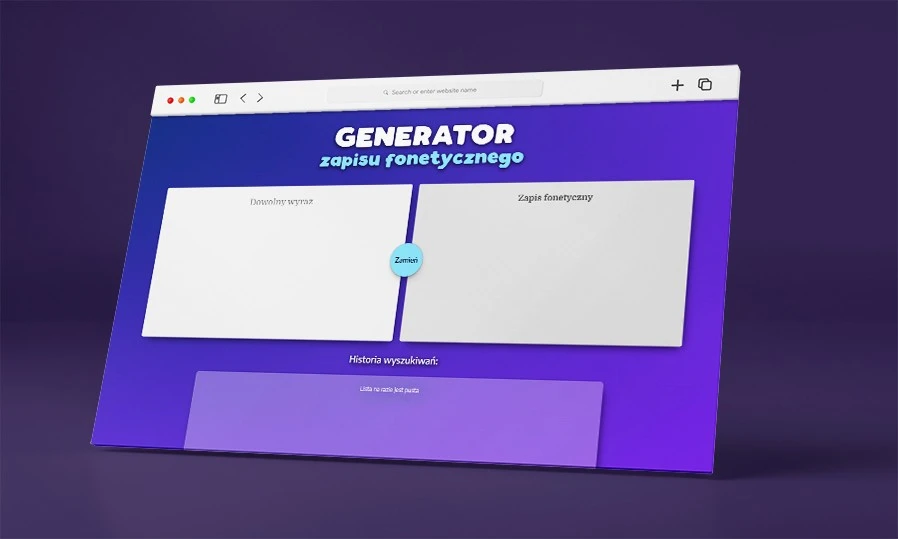 Search or enter website name
GENERATOR
zapisu fonetycznego
Dowolny wyraz
Zapis fonetyczny
Zamień
Historia wyszukiwań:
Lista na razie jest pusta